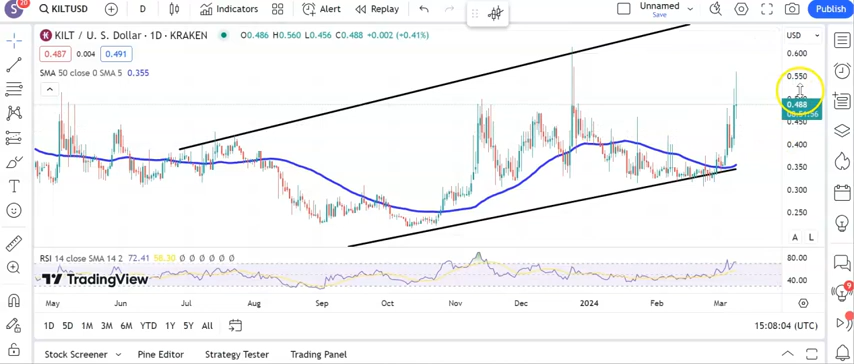 S 20 KILTUSD D Indicators Alert Replay Unnamed Save Publish
KILT / U. S. Dollar · 1D · KRAKEN O0.486 H0.560 L0.456 C0.488 +0.002 (+0.41%) USD
0.487 0.004 0.491
SMA 50 close 0 SMA 5 0.355
0.600
0.550
0.488
0.450
0.400
0.350
0.300
0.250
A L
RSI 14 close SMA 14 2 72.41 58.30 Ø Ø Ø Ø Ø Ø
80.00
TradingView
40.00
May Jun Jul Aug Sep Oct Nov Dec 2024 Feb Mar
1D 5D 1M 3M 6M YTD 1Y 5Y All 15:08:04 (UTC)
Stock Screener Pine Editor Strategy Tester Trading Panel
9